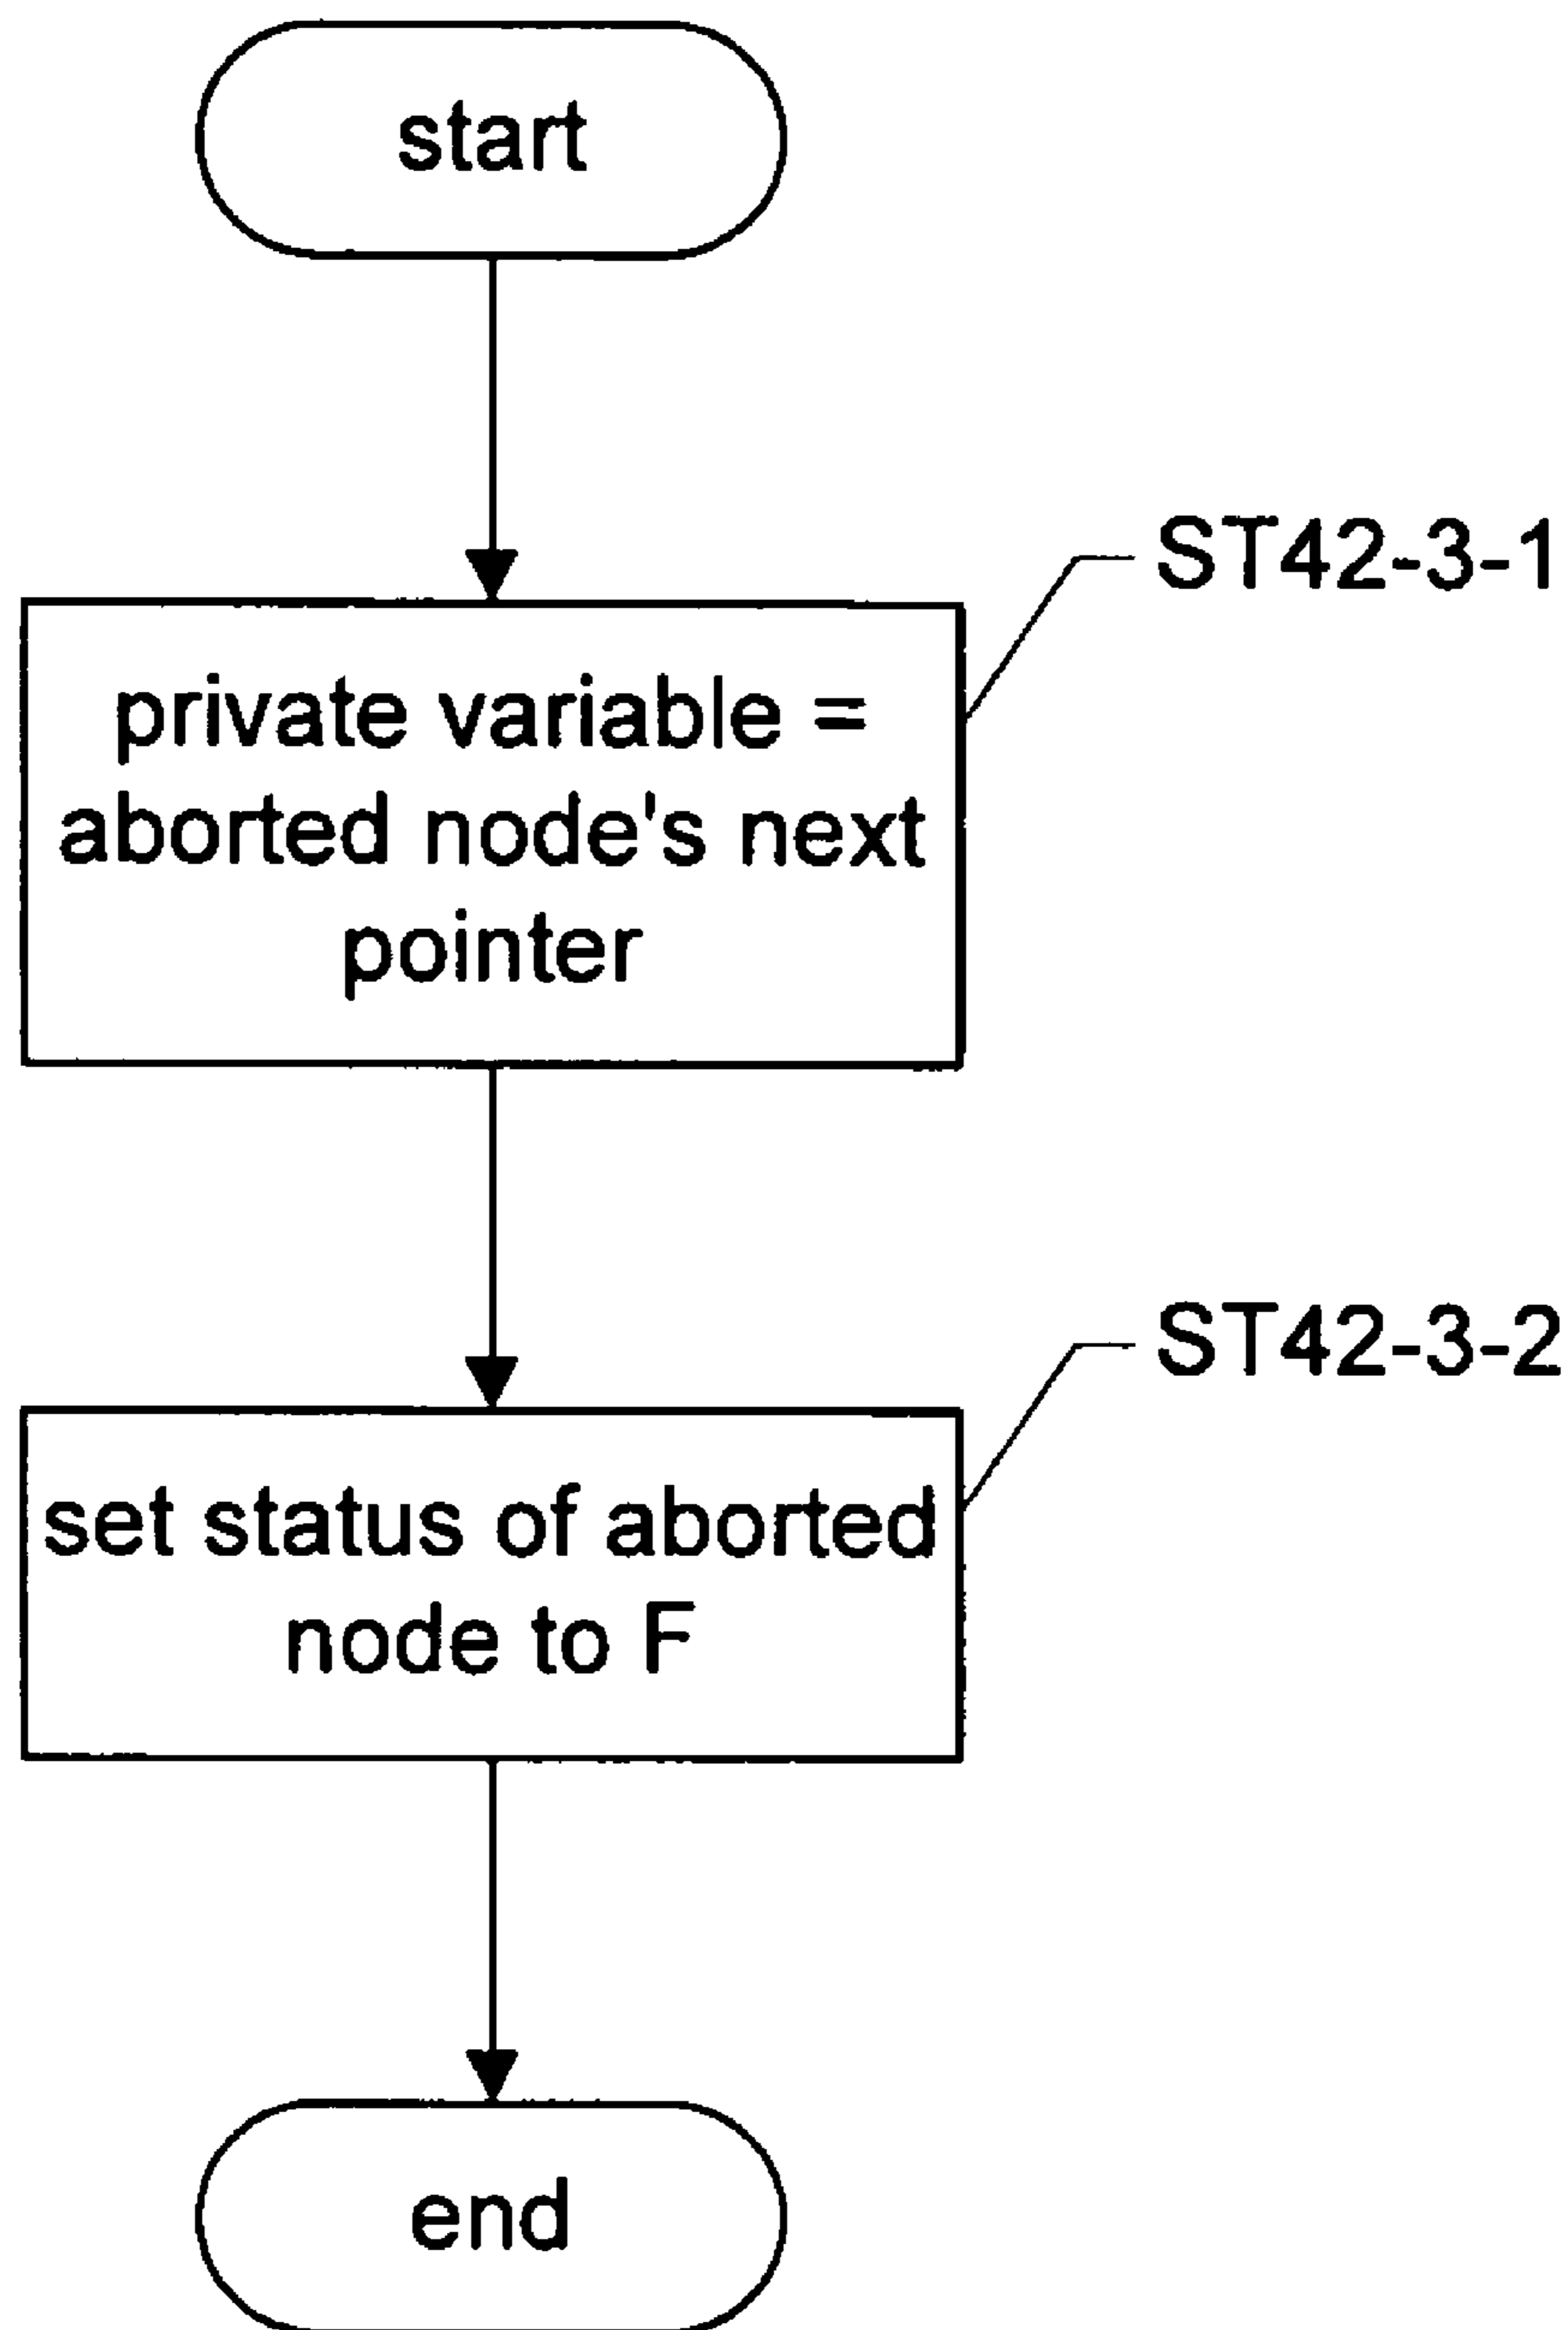 start
ST42-3-1
private variable =
aborted node's next
pointer
ST42-3-2
set status of aborted
node to F
end